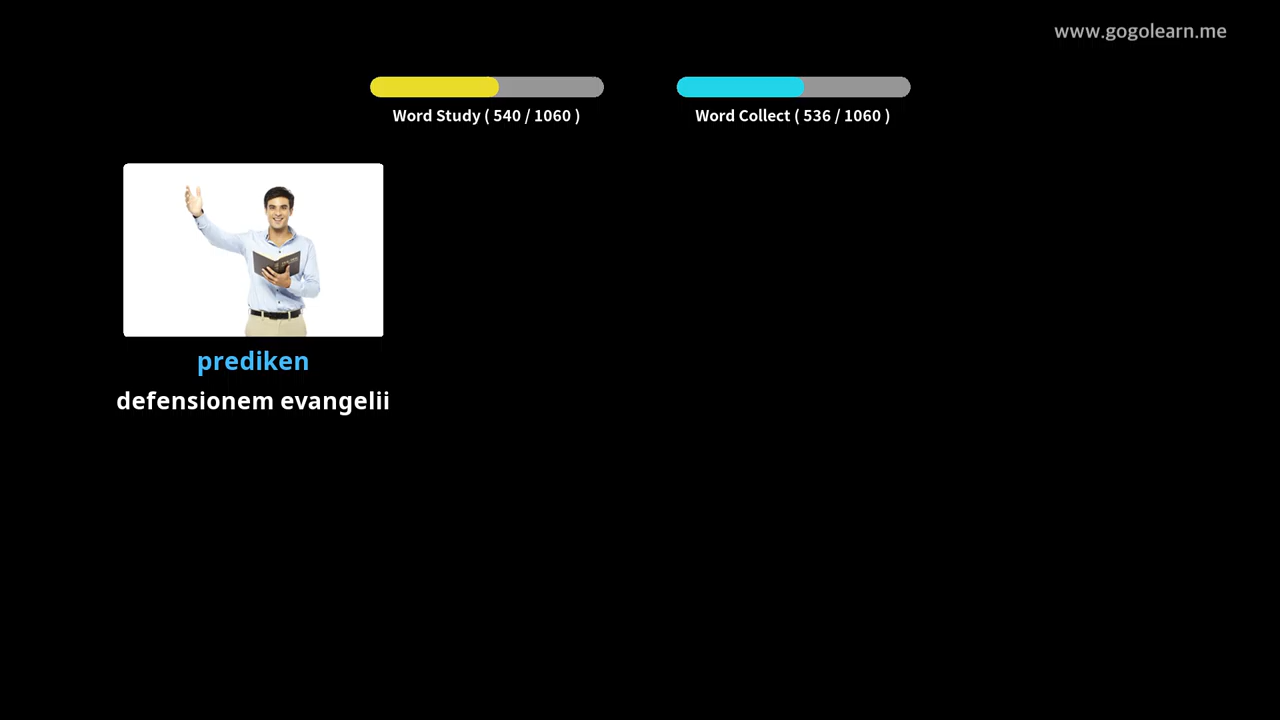 www.gogolearn.me
Word Study ( 540 / 1060 )
Word Collect ( 536 / 1060 )
prediken
defensionem evangelii